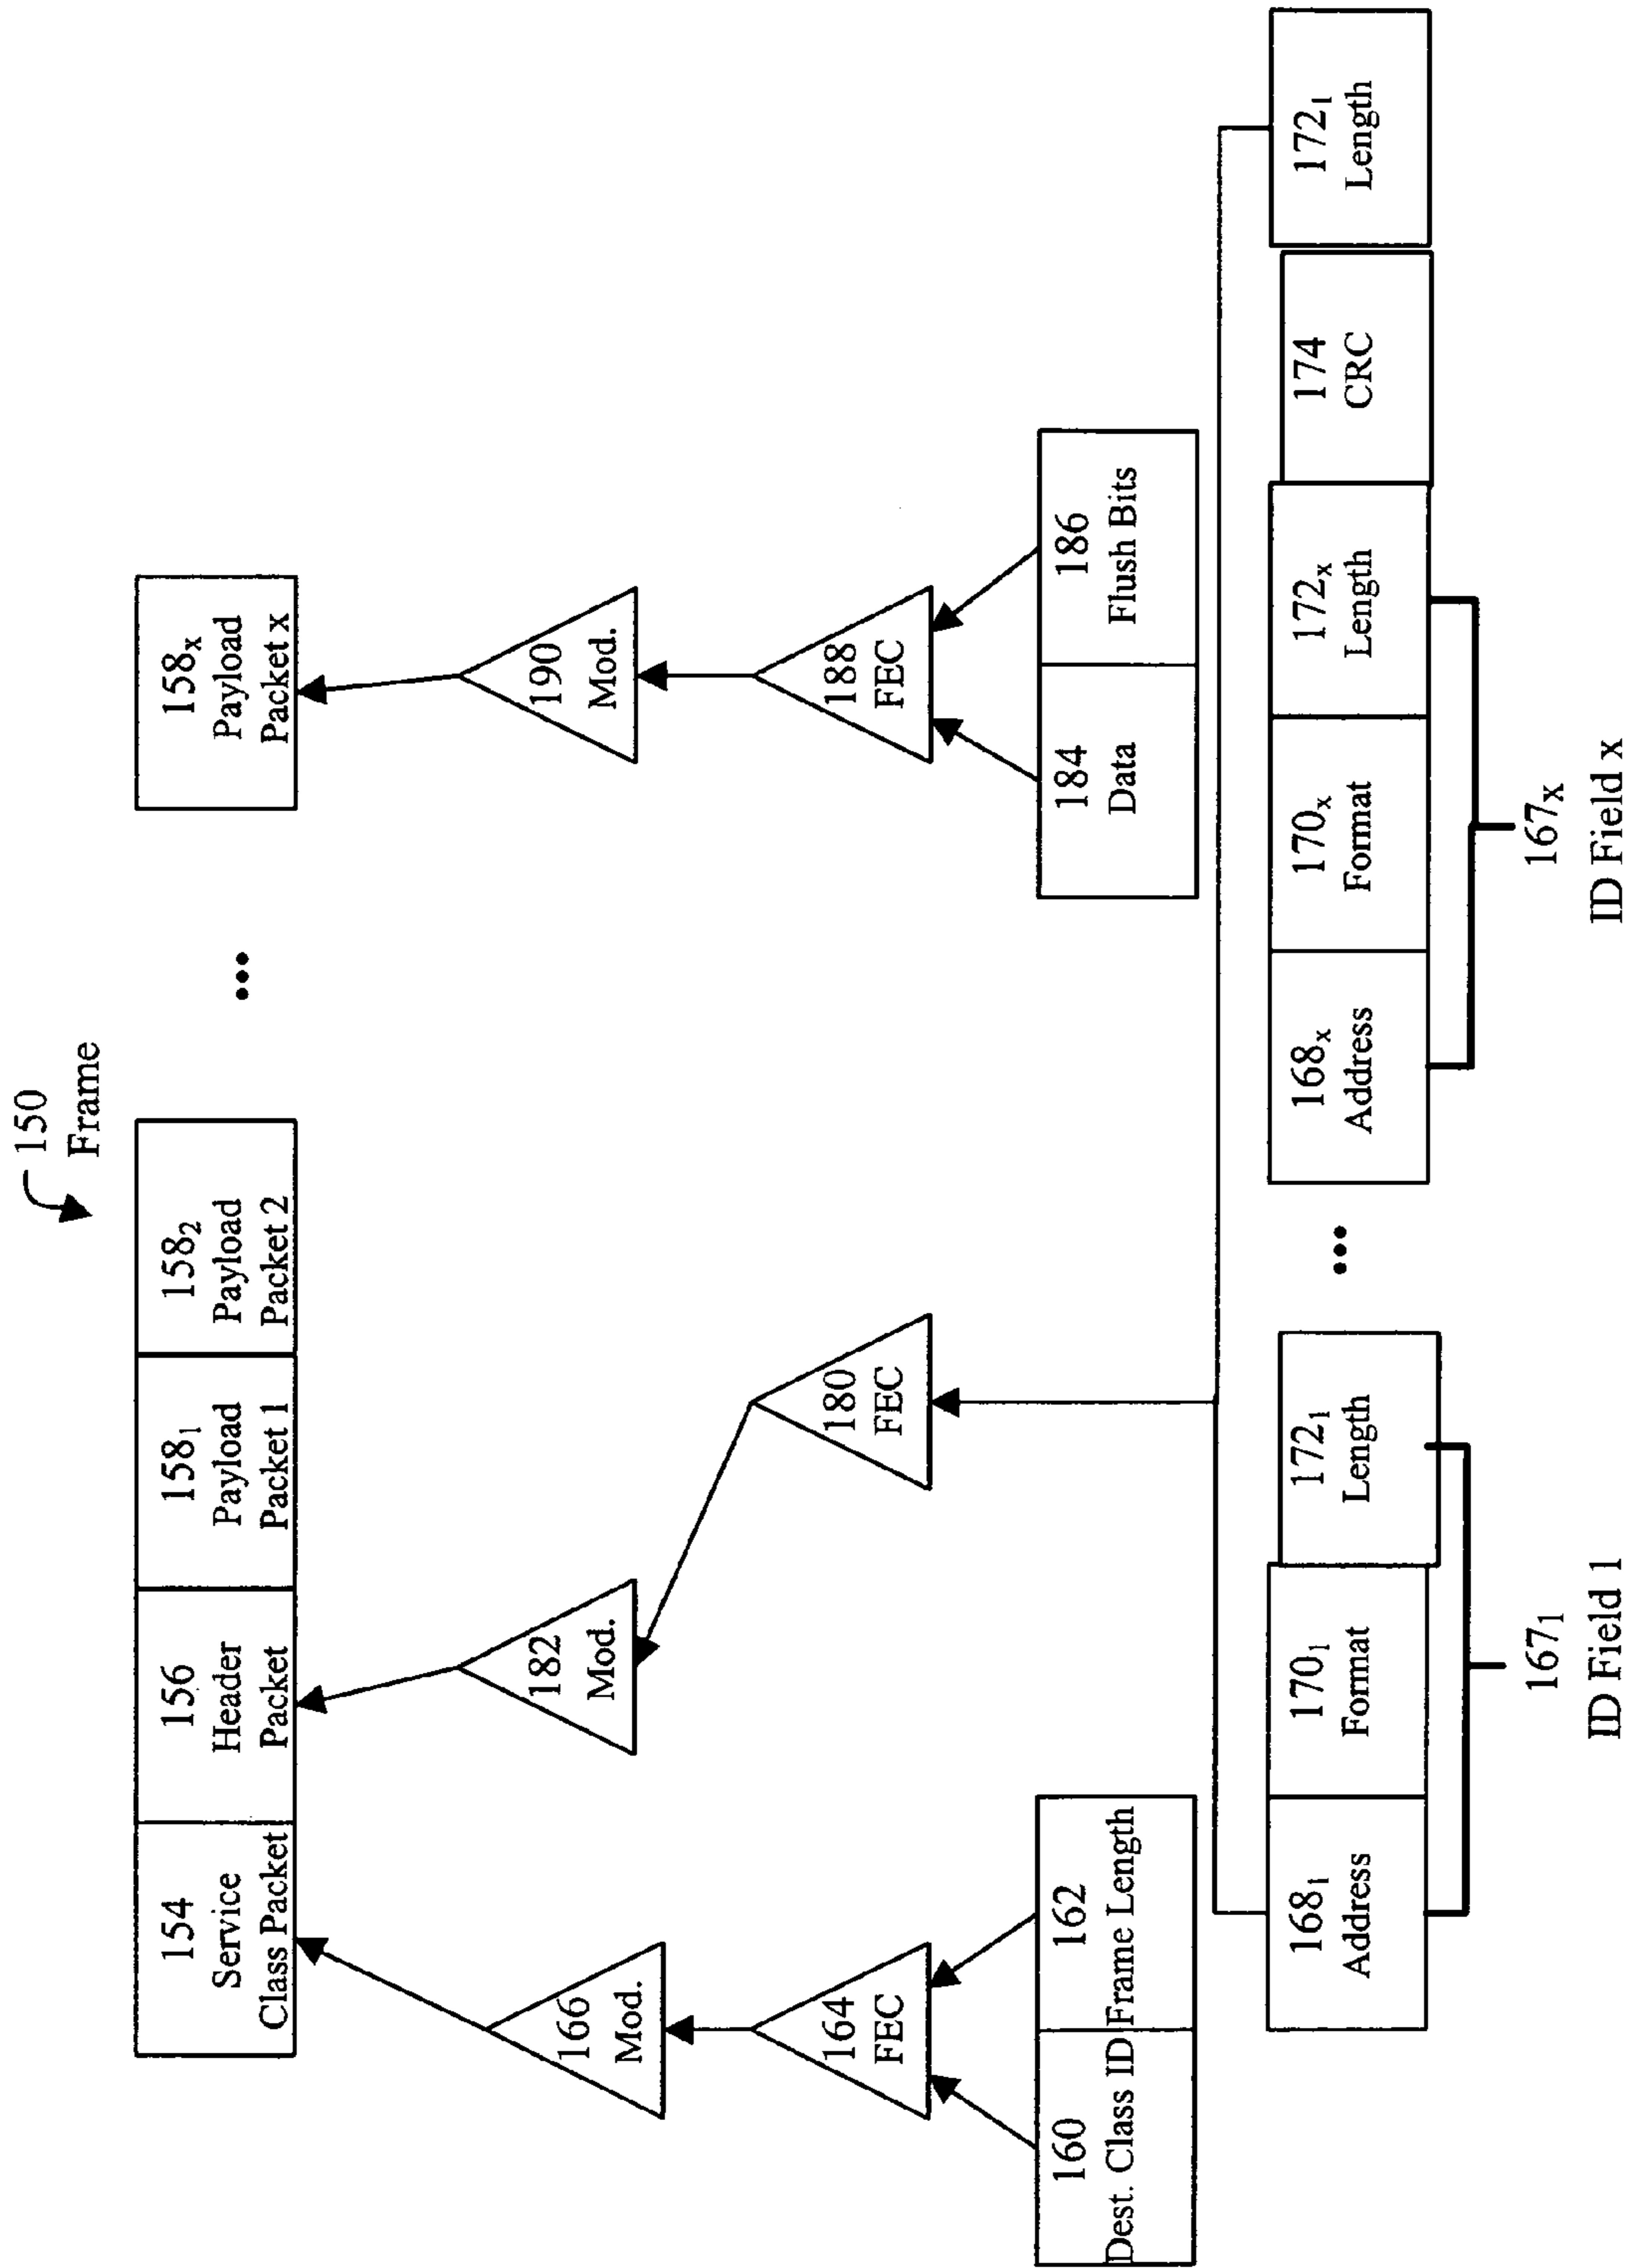 150
Frame
154
Service
Class Packet
156
Header
Packet
158₁
Payload
Packet 1
158₂
Payload
Packet 2
...
158ₓ
Payload
Packet x
166
Mod.
182
Mod.
190
Mod.
164
FEC
180
FEC
188
FEC
160
Dest. Class ID
162
Frame Length
184
Data
186
Flush Bits
168₁
Address
170₁
Format
172₁
Length
...
168ₓ
Address
170ₓ
Format
172ₓ
Length
174
CRC
172₁
Length
167₁
ID Field 1
167ₓ
ID Field x